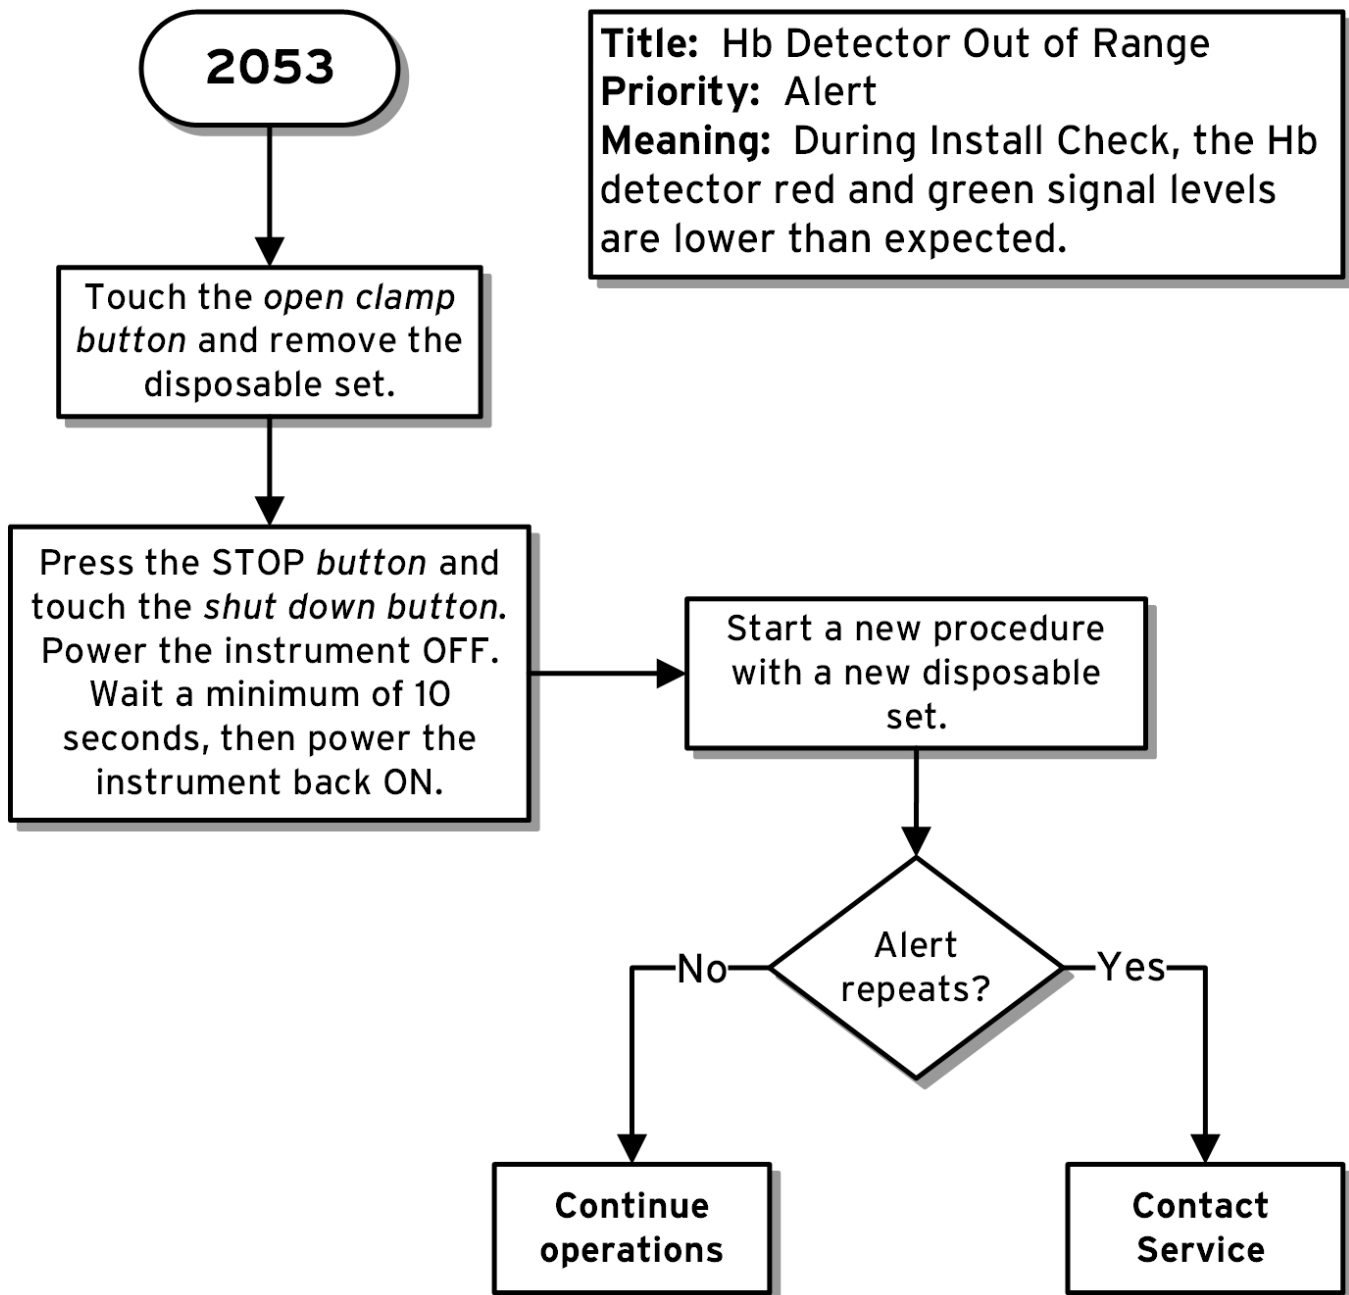 2053
Title: Hb Detector Out of Range
Priority: Alert
Meaning: During Install Check, the Hb
detector red and green signal levels
are lower than expected.
Touch the open clamp
button and remove the
disposable set.
Press the STOP button and
touch the shut down button.
Power the instrument OFF.
Wait a minimum of 10
seconds, then power the
instrument back ON.
Start a new procedure
with a new disposable
set.
Alert
repeats?
No
Yes
Continue
operations
Contact
Service